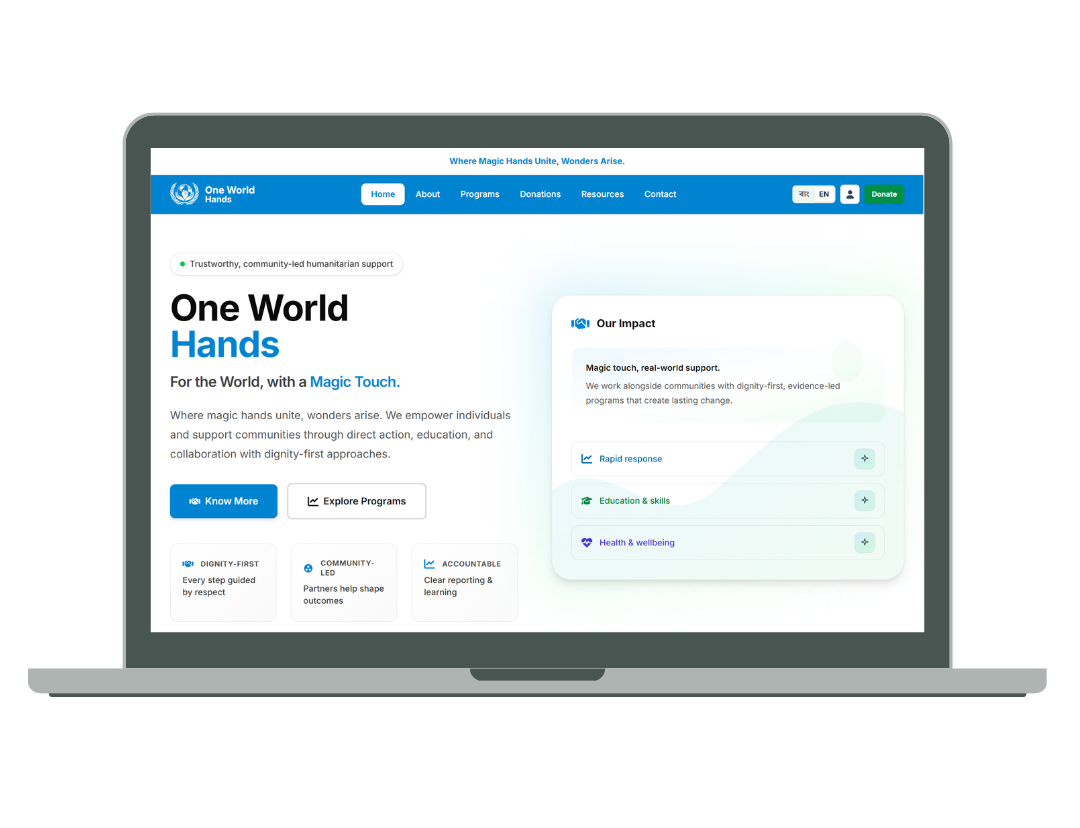 Where Magic Hands Unite, Wonders Arise.
One World
Hands
Home About Programs Donations Resources Contact
বাং EN
Donate
Trustworthy, community-led humanitarian support
One World
Hands
For the World, with a Magic Touch.
Where magic hands unite, wonders arise. We empower individuals
and support communities through direct action, education, and
collaboration with dignity-first approaches.
Know More
Explore Programs
DIGNITY-FIRST
Every step guided
by respect
COMMUNITY-
LED
Partners help shape
outcomes
ACCOUNTABLE
Clear reporting &
learning
Our Impact
Magic touch, real-world support.
We work alongside communities with dignity-first, evidence-led
programs that create lasting change.
Rapid response
Education & skills
Health & wellbeing